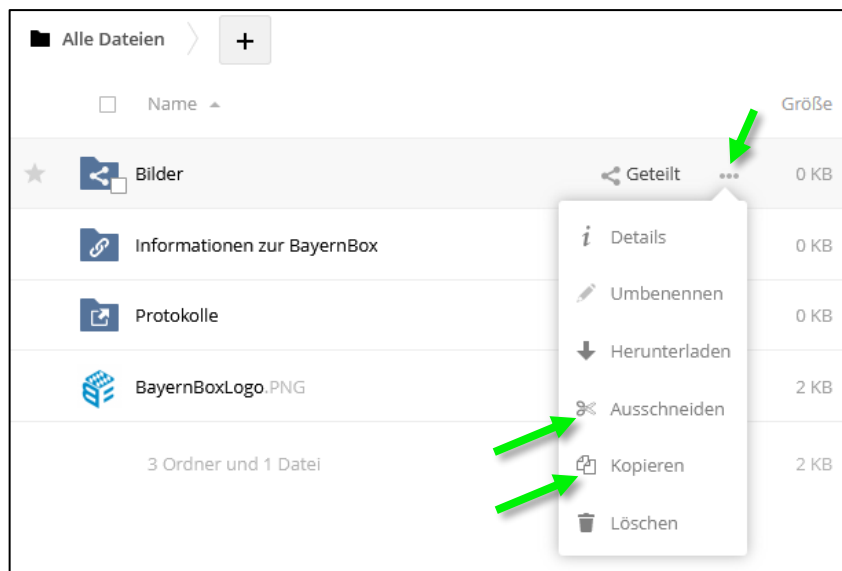 Alle Dateien +
Name Größe
Bilder Geteilt ... 0 KB
Details
Informationen zur BayernBox 0 KB
Umbenennen
Protokolle 0 KB
Herunterladen
BayernBoxLogo.PNG 2 KB
Ausschneiden
3 Ordner und 1 Datei 2 KB
Kopieren
Löschen